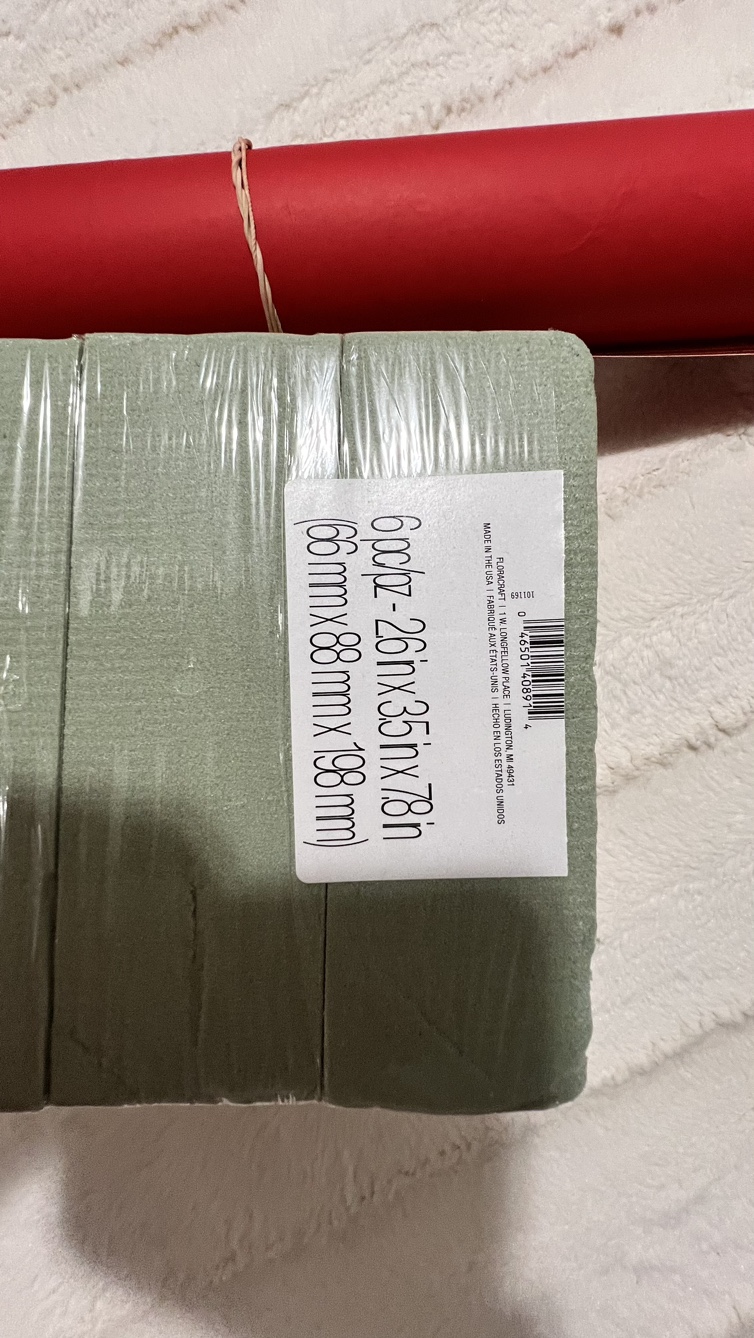 6 pc/pz - 2.6 in x 3.5 in x 7.8 in
(66 mm x 88 mm x 198 mm)
101169
0 46501 40891 4
FLORACRAFT | 1 W. LONGFELLOW PLACE | LUDINGTON, MI 49431
MADE IN THE USA | FABRIQUÉ AUX ÉTATS-UNIS | HECHO EN LOS ESTADOS UNIDOS